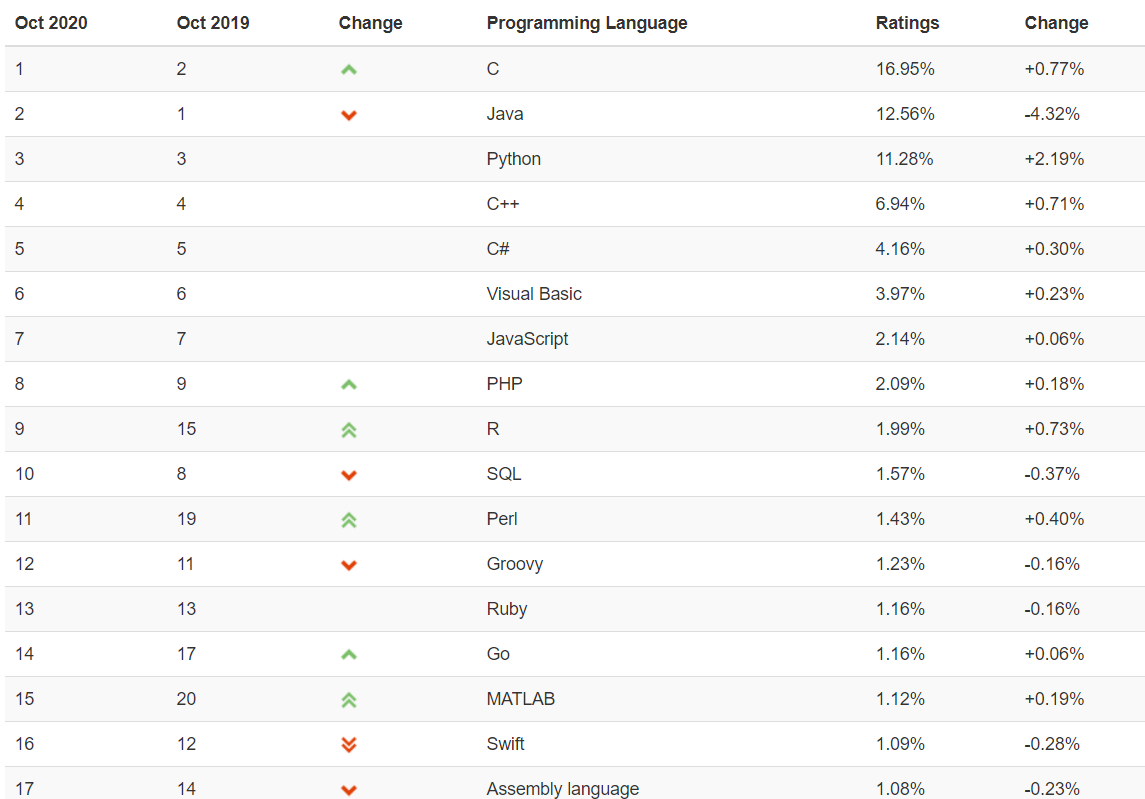 Oct 2020 Oct 2019 Change Programming Language Ratings Change
1 2 C 16.95% +0.77%
2 1 Java 12.56% -4.32%
3 3 Python 11.28% +2.19%
4 4 C++ 6.94% +0.71%
5 5 C# 4.16% +0.30%
6 6 Visual Basic 3.97% +0.23%
7 7 JavaScript 2.14% +0.06%
8 9 PHP 2.09% +0.18%
9 15 R 1.99% +0.73%
10 8 SQL 1.57% -0.37%
11 19 Perl 1.43% +0.40%
12 11 Groovy 1.23% -0.16%
13 13 Ruby 1.16% -0.16%
14 17 Go 1.16% +0.06%
15 20 MATLAB 1.12% +0.19%
16 12 Swift 1.09% -0.28%
17 14 Assembly language 1.08% -0.23%